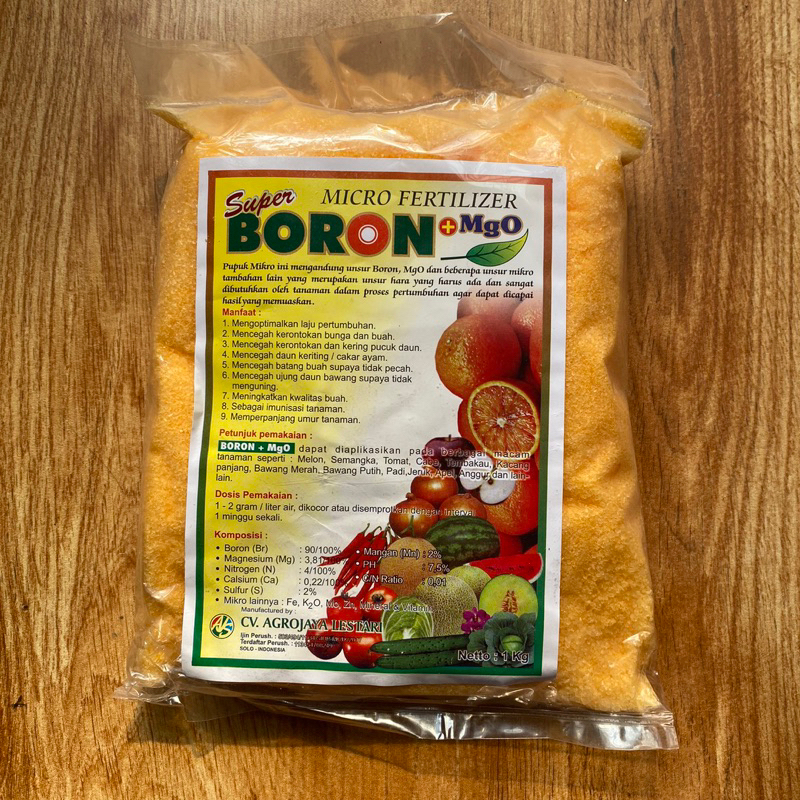 Super
MICRO FERTILIZER
BORON +MgO
Pupuk Mikro ini mengandung unsur Boron, MgO dan beberapa unsur mikro
tambahan lain yang merupakan unsur hara yang harus ada dan sangat
dibutuhkan oleh tanaman dalam proses pertumbuhan agar dapat dicapai
hasil yang memuaskan.
Manfaat :
1. Mengoptimalkan laju pertumbuhan.
2. Mencegah kerontokan bunga dan buah.
3. Mencegah kerontokan dan kering pucuk daun.
4. Mencegah daun keriting / cakar ayam.
5. Mencegah batang buah supaya tidak pecah.
6. Mencegah ujung daun bawang supaya tidak
menguning.
7. Meningkatkan kwalitas buah.
8. Sebagai imunisasi tanaman.
9. Memperpanjang umur tanaman.
Petunjuk pemakaian :
BORON + MgO dapat diaplikasikan pada berbagai macam
tanaman seperti : Melon, Semangka, Tomat, Cabe, Tembakau, Kacang
panjang, Bawang Merah, Bawang Putih, Padi,Jeruk, Apel, Anggur dan lain-
lain.
Dosis Pemakaian :
1 - 2 gram / liter air, dikocor atau disemprotkan dengan interval
1 minggu sekali.
Komposisi :
• Boron (Br) : 90/100%
• Magnesium (Mg) : 3,81/100%
• Nitrogen (N) : 4/100%
• Calsium (Ca) : 0,22/100%
• Sulfur (S) : 2%
• Mangan (Mn) : 2%
• PH : 7,5%
• C/N Ratio : 0,01
• Mikro lainnya : Fe, K2O, Mo, Zn, Mineral & Vitamin
Manufactured by :
CV. AGROJAYA LESTARI
Ijin Perush. :
Terdaftar Perush. :
SOLO - INDONESIA
Netto : 1 Kg